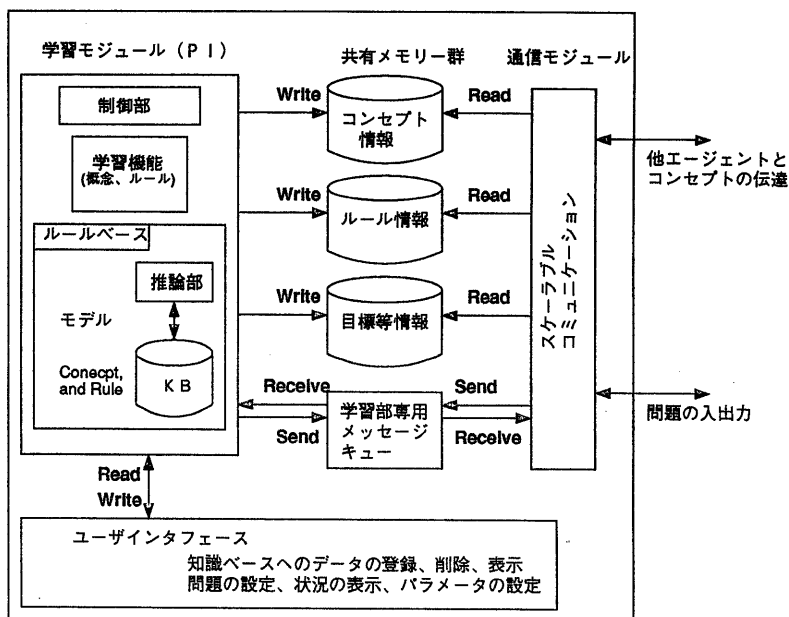 学習モジュール(PI)
共有メモリー群
通信モジュール
制御部
学習機能
(概念、ルール)
ルールベース
推論部
モデル
Conecpt,
and Rule
KB
Write
コンセプト
情報
Read
Write
ルール情報
Read
Write
目標等情報
Read
Receive
Send
学習部専用
メッセージ
キュー
Send
Receive
スケーラブル
コミュニケーション
他エージェントと
コンセプトの伝達
問題の入出力
Read
Write
ユーザインタフェース
知識ベースへのデータの登録、削除、表示
問題の設定、状況の表示、パラメータの設定